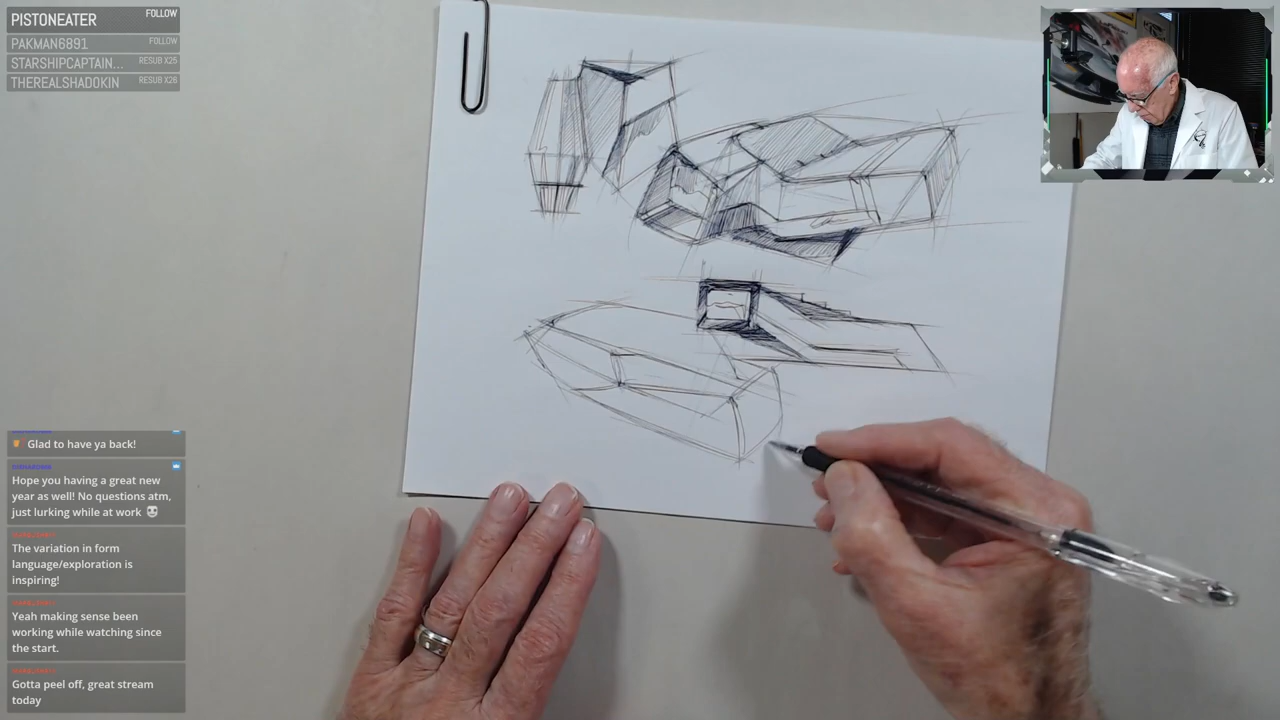 PISTONEATER FOLLOW
PAKMAN6891 FOLLOW
STARSHIPCAPTAIN... RESUB X25
THEREALSHADOKIN RESUB X26
Glad to have ya back!
Hope you having a great new
year as well! No questions atm,
just lurking while at work
The variation in form
language/exploration is
inspiring!
Yeah making sense been
working while watching since
the start.
Gotta peel off, great stream
today